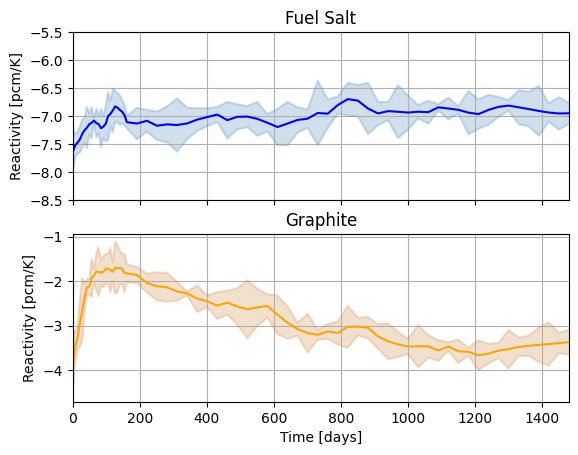 Fuel Salt
Reactivity [pcm/K]
−5.5
−6.0
−6.5
−7.0
−7.5
−8.0
−8.5
Graphite
Reactivity [pcm/K]
−1
−2
−3
−4
0 200 400 600 800 1000 1200 1400
Time [days]